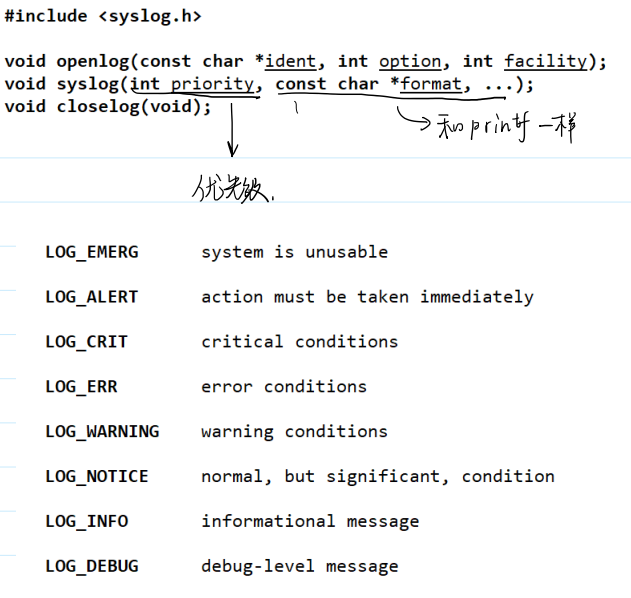 #include <syslog.h>
void openlog(const char *ident, int option, int facility);
void syslog(int priority, const char *format, ...);
void closelog(void);
和printf一样
优先级.
LOG_EMERG system is unusable
LOG_ALERT action must be taken immediately
LOG_CRIT critical conditions
LOG_ERR error conditions
LOG_WARNING warning conditions
LOG_NOTICE normal, but significant, condition
LOG_INFO informational message
LOG_DEBUG debug-level message